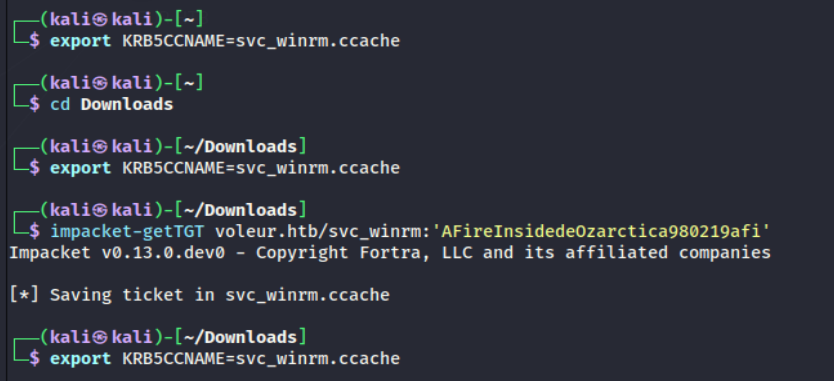 ┌──(kali㉿kali)-[~]
└─$ export KRB5CCNAME=svc_winrm.ccache
┌──(kali㉿kali)-[~]
└─$ cd Downloads
┌──(kali㉿kali)-[~/Downloads]
└─$ export KRB5CCNAME=svc_winrm.ccache
┌──(kali㉿kali)-[~/Downloads]
└─$ impacket-getTGT voleur.htb/svc_winrm:'AFireInsidedeOzarctica980219afi'
Impacket v0.13.0.dev0 - Copyright Fortra, LLC and its affiliated companies
[*] Saving ticket in svc_winrm.ccache
┌──(kali㉿kali)-[~/Downloads]
└─$ export KRB5CCNAME=svc_winrm.ccache